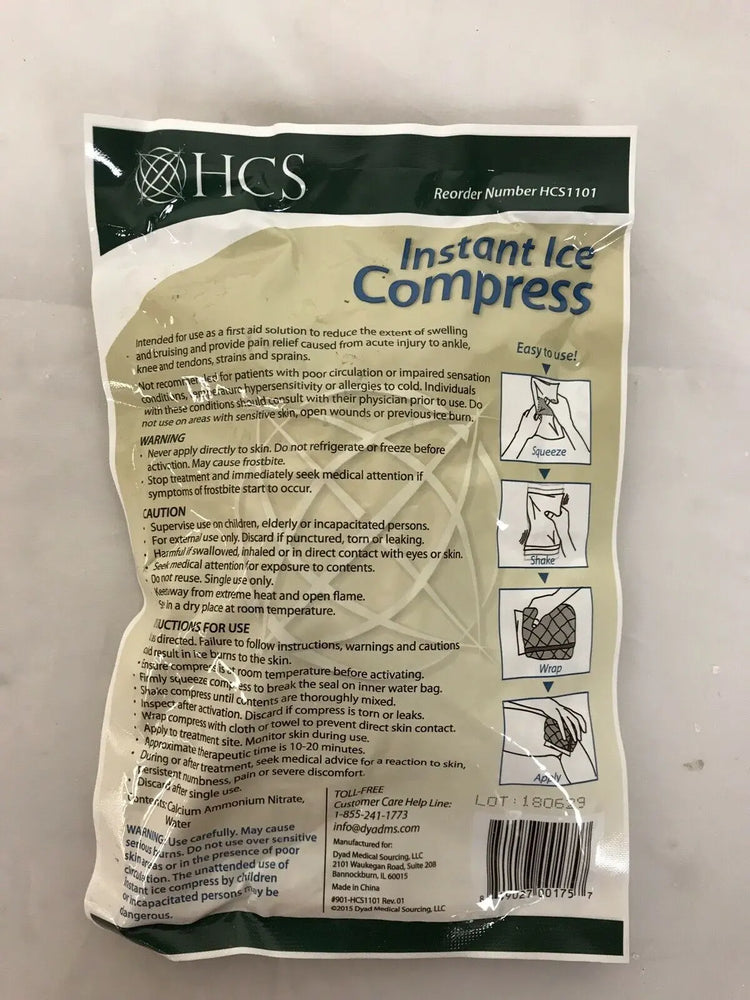 HCS
Reorder Number HCS1101
Instant Ice
Compress
Intended for use as a first aid solution to reduce the extent of swelling
and bruising and provide pain relief caused from acute injury to ankle,
knee and tendons, strains and sprains.
Not recommended for patients with poor circulation or impaired sensation
conditions, hypersensitivity or allergies to cold. Individuals
with these conditions should consult with their physician prior to use. Do
not use on areas with sensitive skin, open wounds or previous ice burn.
WARNING
· Never apply directly to skin. Do not refrigerate or freeze before
activation. May cause frostbite.
· Stop treatment and immediately seek medical attention if
symptoms of frostbite start to occur.
CAUTION
· Supervise use on children, elderly or incapacitated persons.
· For external use only. Discard if punctured, torn or leaking.
· Harmful if swallowed, inhaled or in direct contact with eyes or skin.
· Seek medical attention for exposure to contents.
· Do not reuse. Single use only.
Keep away from extreme heat and open flame.
in a dry place at room temperature.
UCTIONS FOR USE
as directed. Failure to follow instructions, warnings and cautions
result in ice burns to the skin.
· Ensure compress is at room temperature before activating.
· Firmly squeeze compress to break the seal on inner water bag.
· Shake compress until contents are thoroughly mixed.
· Inspect after activation. Discard if compress is torn or leaks.
· Wrap compress with cloth or towel to prevent direct skin contact.
· Apply to treatment site. Monitor skin during use.
· Approximate therapeutic time is 10-20 minutes.
· During or after treatment, seek medical advice for a reaction to skin,
persistent numbness, pain or severe discomfort.
· Discard after single use.
Contents: Calcium Ammonium Nitrate,
Water
WARNING: Use carefully. May cause
serious burns. Do not use over sensitive
skin areas or in the presence of poor
circulation. The unattended use of
instant ice compress by children
or incapacitated persons may be
dangerous.
TOLL-FREE
Customer Care Help Line:
1-855-241-1773
info@dyadms.com
Manufactured for:
Dyad Medical Sourcing, LLC
2101 Waukegan Road, Suite 208
Bannockburn, IL 60015
Made in China
#901-HCS1101 Rev.01
©2015 Dyad Medical Sourcing, LLC
Easy to use!
Squeeze
Shake
Wrap
Apply
LOT:180629
00175 7